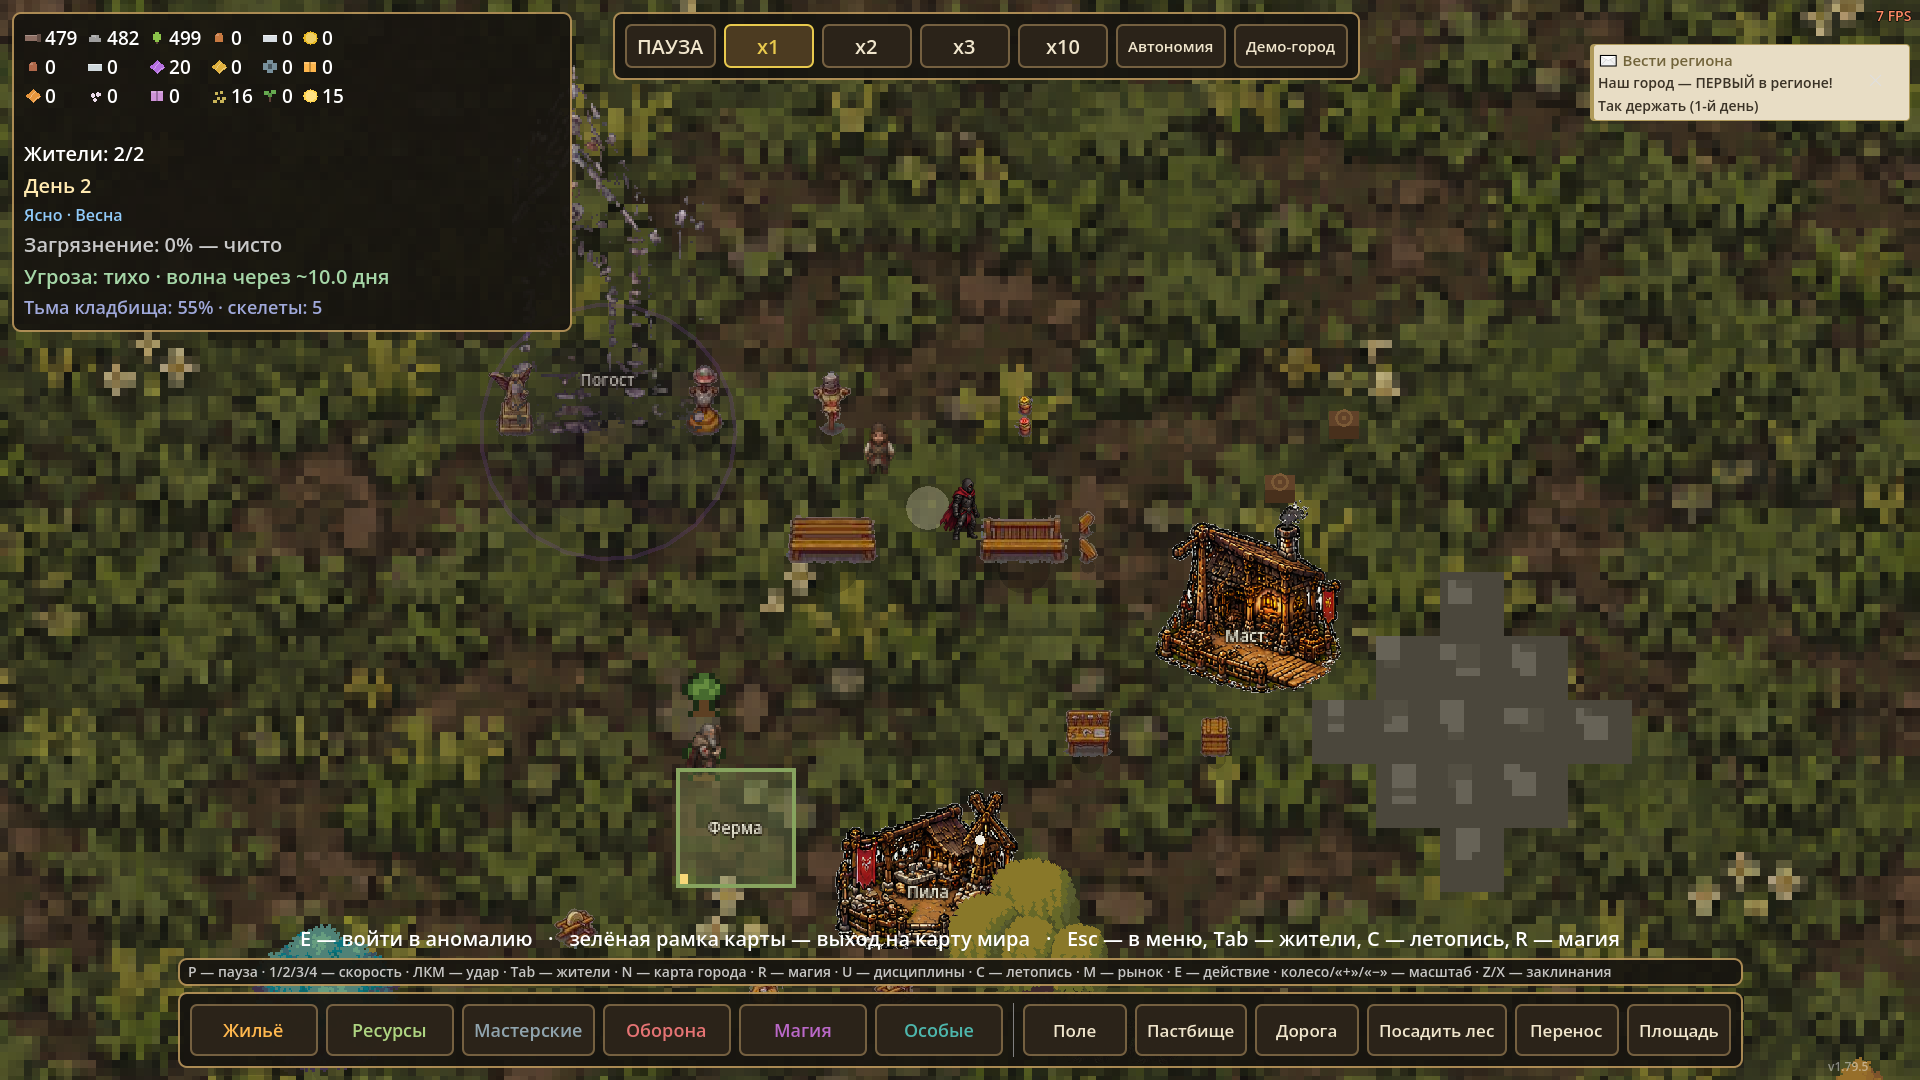 479 482 499 0 0 0
0 0 20 0 0 0
0 0 0 16 0 15
Жители: 2/2
День 2
Ясно · Весна
Загрязнение: 0% — чисто
Угроза: тихо · волна через ~10.0 дня
Тьма кладбища: 55% · скелеты: 5
ПАУЗА x1 x2 x3 x10 Автономия Демо-город
7 FPS
Вести региона
Наш город — ПЕРВЫЙ в регионе!
Так держать (1-й день)
Погост
Маст
Ферма
Пила
E — войти в аномалию · зелёная рамка карты — выход на карту мира · Esc — в меню, Tab — жители, C — летопись, R — магия
P — пауза · 1/2/3/4 — скорость · ЛКМ — удар · Tab — жители · N — карта города · R — магия · U — дисциплины · C — летопись · M — рынок · E — действие · колесо/«+»/«−» — масштаб · Z/X — заклинания
Жильё Ресурсы Мастерские Оборона Магия Особые Поле Пастбище Дорога Посадить лес Перенос Площадь
v1.79.5